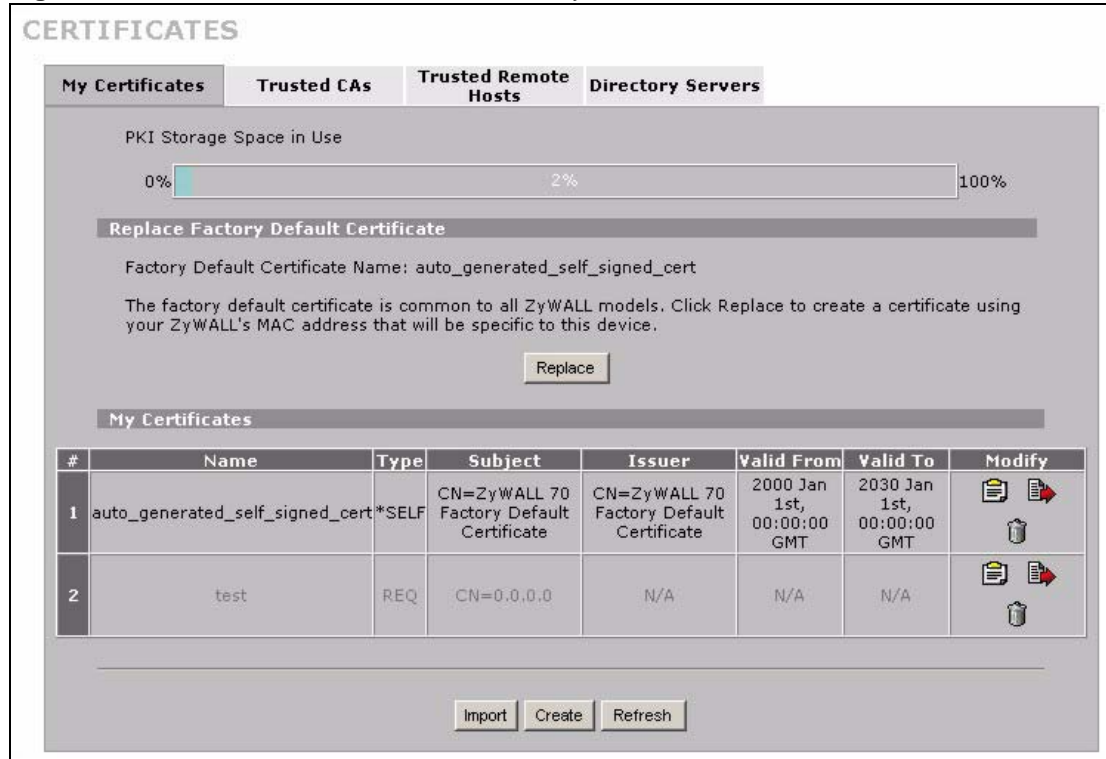 CERTIFICATES
My Certificates
Trusted CAs
Trusted Remote
Hosts
Directory Servers
PKI Storage Space in Use
0%
2%
100%
Replace Factory Default Certificate
Factory Default Certificate Name: auto_generated_self_signed_cert
The factory default certificate is common to all ZyWALL models. Click Replace to create a certificate using
your ZyWALL's MAC address that will be specific to this device.
Replace
My Certificates
# Name Type Subject Issuer Valid From Valid To Modify
1 auto_generated_self_signed_cert *SELF
CN=ZyWALL 70
Factory Default
Certificate
CN=ZyWALL 70
Factory Default
Certificate
2000 Jan
1st,
00:00:00
GMT
2030 Jan
1st,
00:00:00
GMT
2 test REQ CN=0.0.0.0 N/A N/A N/A
Import Create Refresh